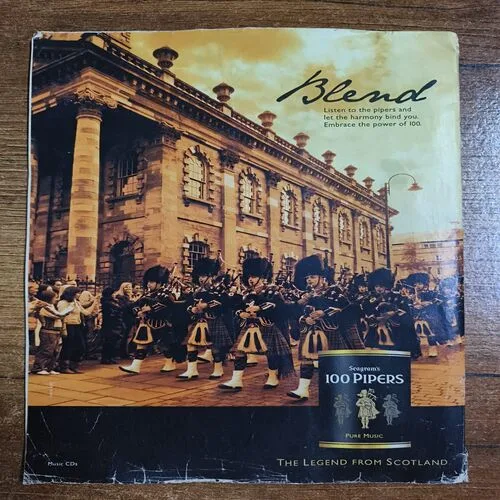 Blend
Listen to the pipers and
let the harmony bind you.
Embrace the power of 100.
Seagram's
100 PIPERS
PURE MUSIC
Music CDs
THE LEGEND FROM SCOTLAND